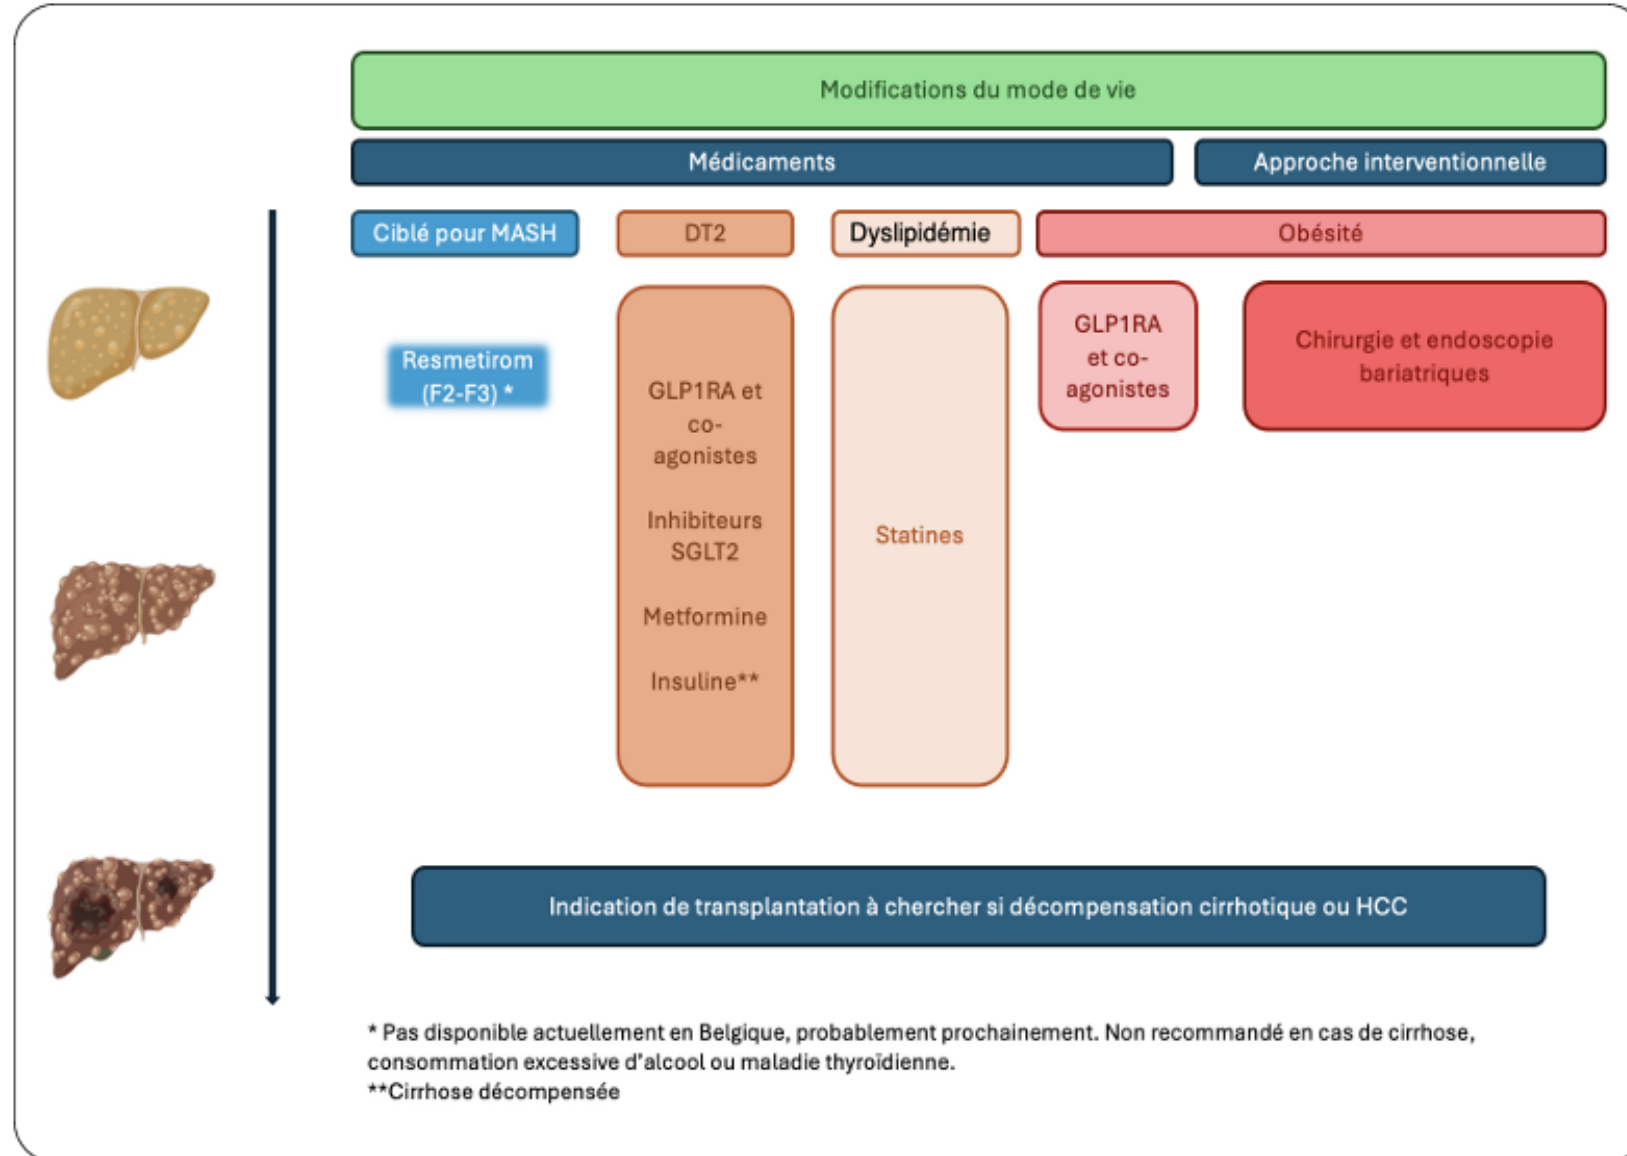 Modifications du mode de vie
Médicaments
Approche interventionnelle
Ciblé pour MASH
DT2
Dyslipidémie
Obésité
Resmetirom
(F2-F3) *
GLP1RA et
co-
agonistes
Inhibiteurs
SGLT2
Metformine
Insuline**
Statines
GLP1RA
et co-
agonistes
Chirurgie et endoscopie
bariatriques
Indication de transplantation à chercher si décompensation cirrhotique ou HCC
* Pas disponible actuellement en Belgique, probablement prochainement. Non recommandé en cas de cirrhose,
consommation excessive d'alcool ou maladie thyroïdienne.
**Cirrhose décompensée